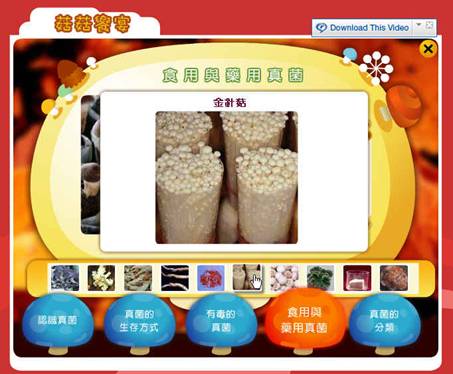 菇菇饗宴
Download This Video
食用與藥用真菌
金針菇
認識真菌
真菌的
生存方式
有毒的
真菌
食用與
藥用真菌
真菌的
分類